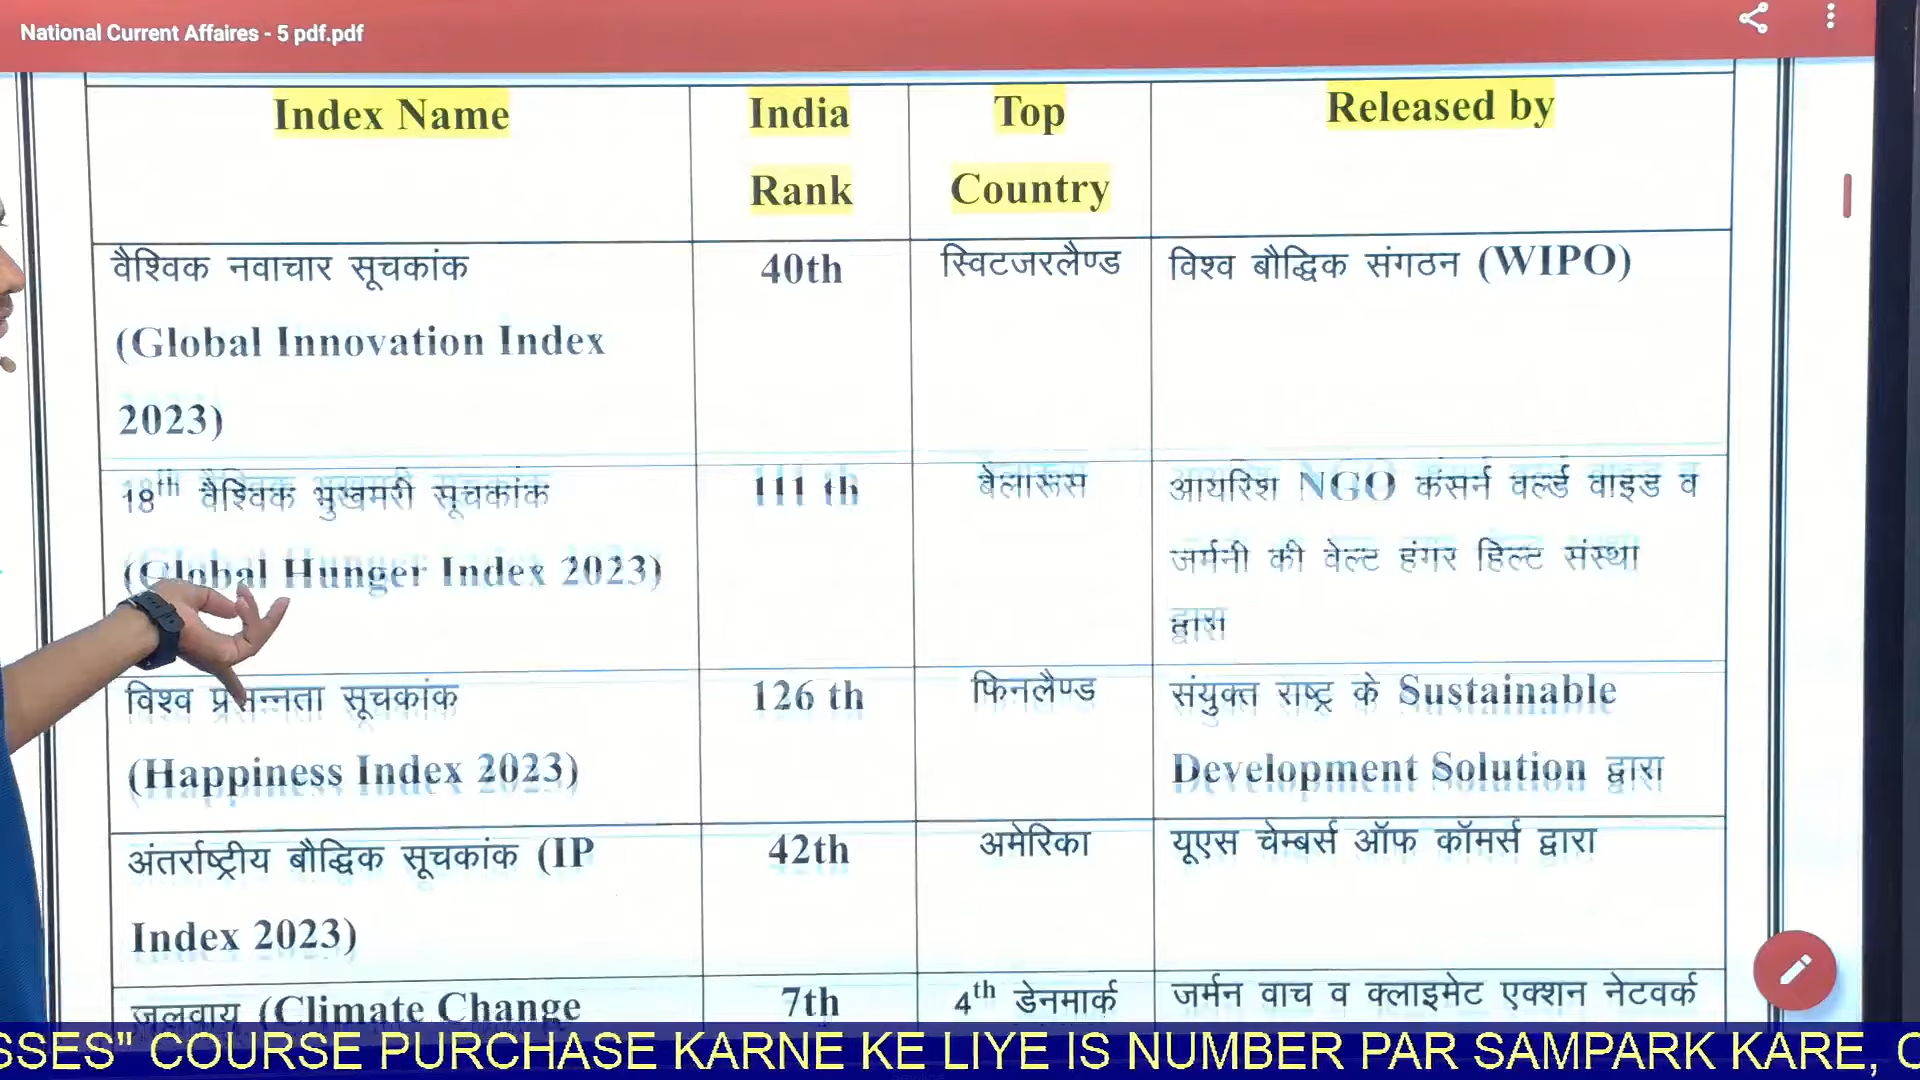 National Current Affaires - 5 pdf.pdf
Index Name
India
Rank
Top
Country
Released by
वैश्विक नवाचार सूचकांक
(Global Innovation Index
2023)
40th
स्विटजरलैण्ड
विश्व बौद्धिक संगठन (WIPO)
18th वैश्विक भुखमरी सूचकांक
(Global Hunger Index 2023)
111 th
बेलारूस
आयरिश NGO कंसर्न वर्ल्ड वाइड व
जर्मनी की वेल्ट हंगर हिल्ट संस्था
द्वारा
विश्व प्रसन्नता सूचकांक
(Happiness Index 2023)
126 th
फिनलैण्ड
संयुक्त राष्ट्र के Sustainable
Development Solution द्वारा
अंतर्राष्ट्रीय बौद्धिक सूचकांक (IP
Index 2023)
42th
अमेरिका
यूएस चेम्बर्स ऑफ कॉमर्स द्वारा
जलवायु (Climate Change
7th
4th डेनमार्क
जर्मन वाच व क्लाइमेट एक्शन नेटवर्क
SSES" COURSE PURCHASE KARNE KE LIYE IS NUMBER PAR SAMPARK KARE,